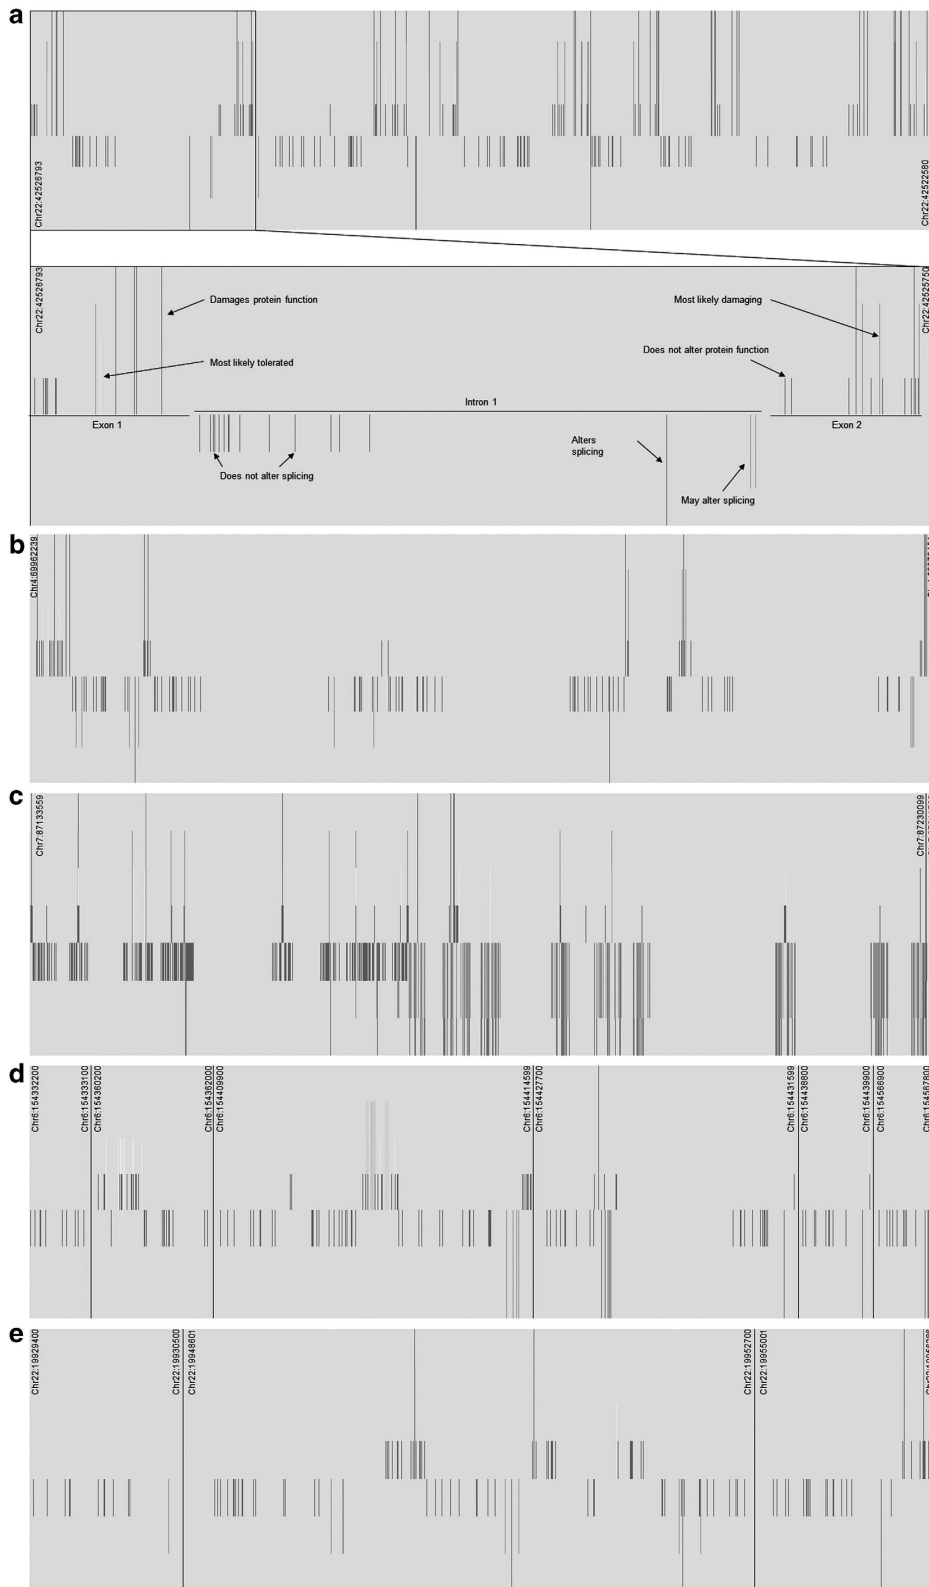 a
Chr22:42526793
Chr22:42522580
Chr22:42526793
Chr22:42525750
Damages protein function
Most likely damaging
Does not alter protein function
Most likely tolerated
Intron 1
Exon 1
Exon 2
Does not alter splicing
Alters
splicing
May alter splicing
b
Chr4:69962239
c
Chr7:87133559
Chr7:87230099
d
Chr6:154332200
Chr6:154333100
Chr6:154360200
Chr6:154362000
Chr6:154409900
Chr6:154414599
Chr6:154427700
Chr6:154431599
Chr6:154438800
Chr6:154439900
Chr6:154566900
Chr6:154567800
e
Chr22:19929400
Chr22:19930500
Chr22:19948601
Chr22:19952700
Chr22:19955001